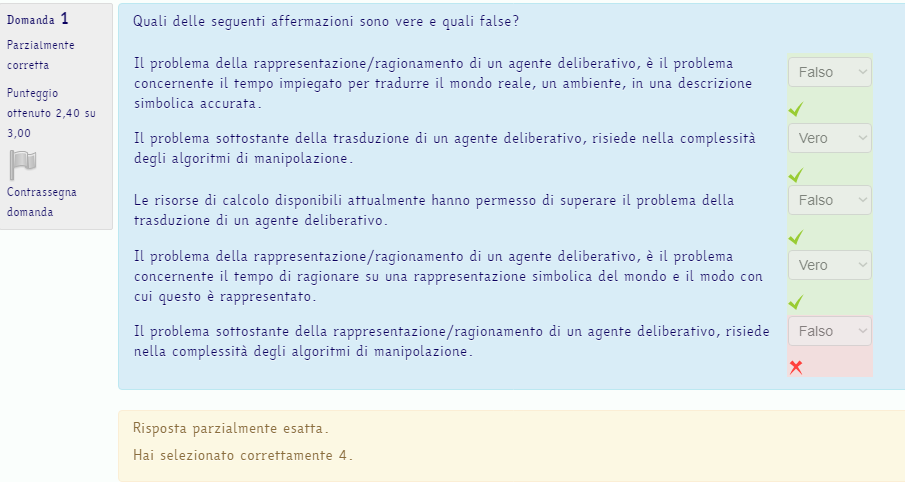 Domanda 1
Parzialmente
corretta
Punteggio
ottenuto 2,40 su
3,00
Contrassegna
domanda
Quali delle seguenti affermazioni sono vere e quali false?
Il problema della rappresentazione/ragionamento di un agente deliberativo, è il problema
concernente il tempo impiegato per tradurre il mondo reale, un ambiente, in una descrizione
simbolica accurata.
Falso
Il problema sottostante della trasduzione di un agente deliberativo, risiede nella complessità
degli algoritmi di manipolazione.
Vero
Le risorse di calcolo disponibili attualmente hanno permesso di superare il problema della
trasduzione di un agente deliberativo.
Falso
Il problema della rappresentazione/ragionamento di un agente deliberativo, è il problema
concernente il tempo di ragionare su una rappresentazione simbolica del mondo e il modo con
cui questo è rappresentato.
Vero
Il problema sottostante della rappresentazione/ragionamento di un agente deliberativo, risiede
nella complessità degli algoritmi di manipolazione.
Falso
Risposta parzialmente esatta.
Hai selezionato correttamente 4.